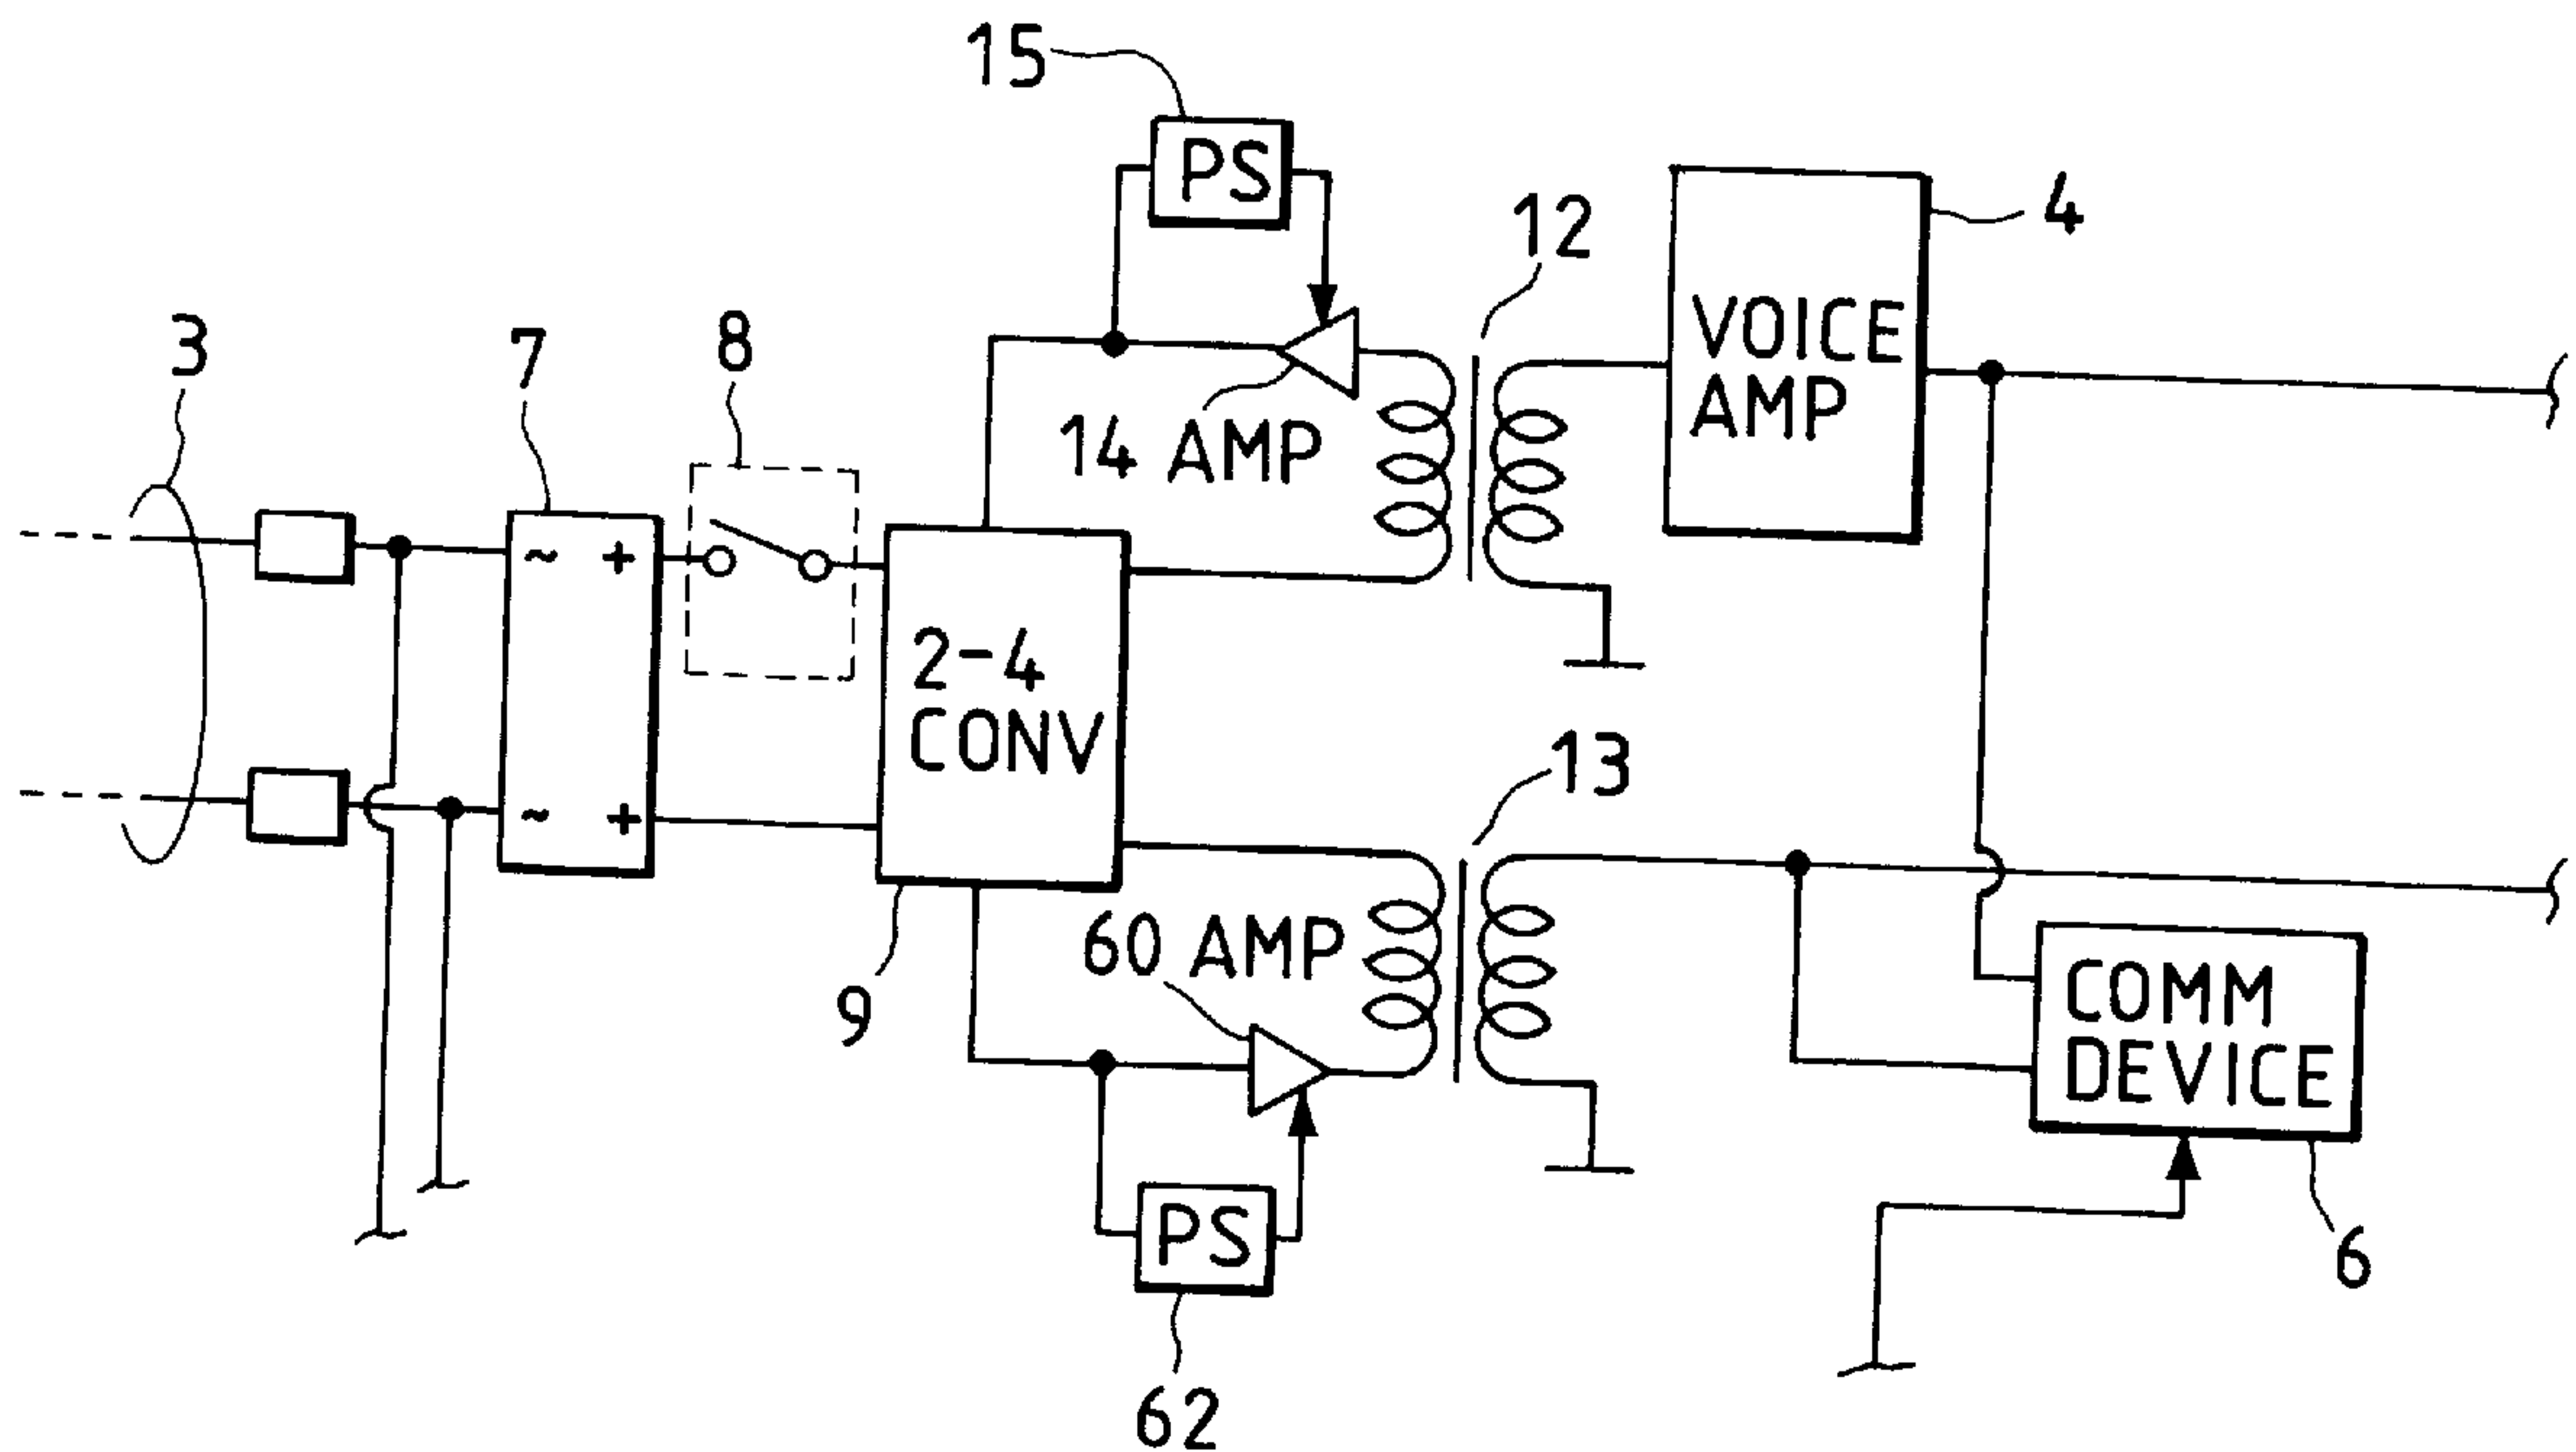 15
PS
12
4
3
7
8
VOICE
AMP
14 AMP
~ +
2-4
CONV
13
~ +
60 AMP
9
COMM
DEVICE
PS
6
62